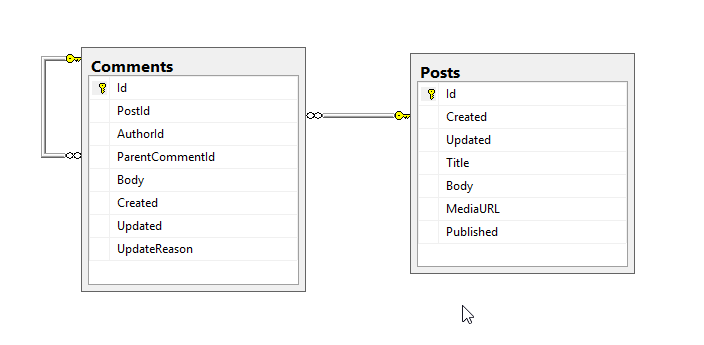 Comments
Id
PostId
AuthorId
ParentCommentId
Body
Created
Updated
UpdateReason
Posts
Id
Created
Updated
Title
Body
MediaURL
Published